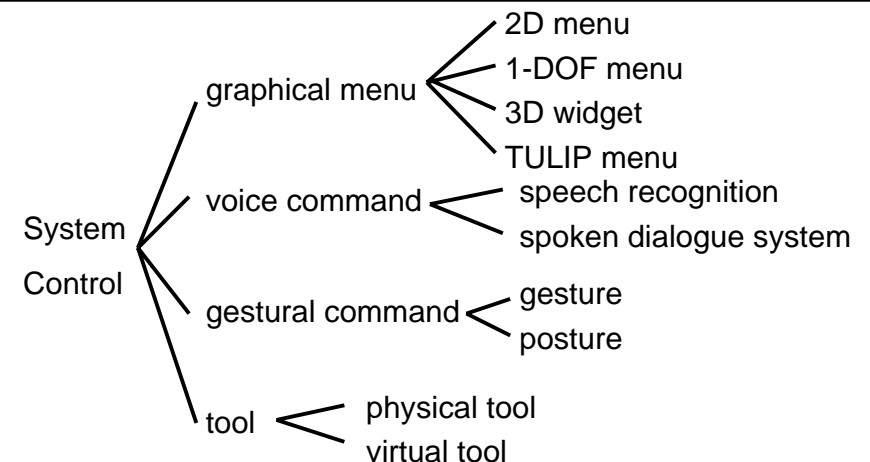 System
Control
graphical menu
2D menu
1-DOF menu
3D widget
TULIP menu
voice command
speech recognition
spoken dialogue system
gestural command
gesture
posture
tool
physical tool
virtual tool